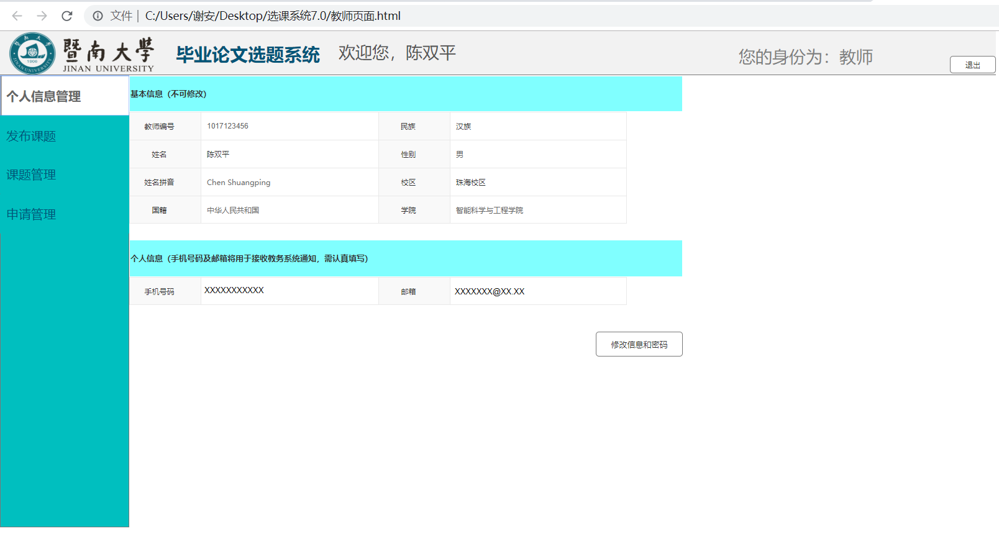 文件 | C:/Users/谢安/Desktop/选课系统7.0/教师页面.html
暨南大學
JINAN UNIVERSITY
1906
毕业论文选题系统
欢迎您，陈双平
您的身份为：教师
退出
个人信息管理
发布课题
课题管理
申请管理
基本信息（不可修改）
教师编号 1017123456 民族 汉族
姓名 陈双平 性别 男
姓名拼音 Chen Shuangping 校区 珠海校区
国籍 中华人民共和国 学院 智能科学与工程学院
个人信息（手机号码及邮箱将用于接收教务系统通知，需认真填写）
手机号码 XXXXXXXXXXX 邮箱 XXXXXXX@XX.XX
修改信息和密码